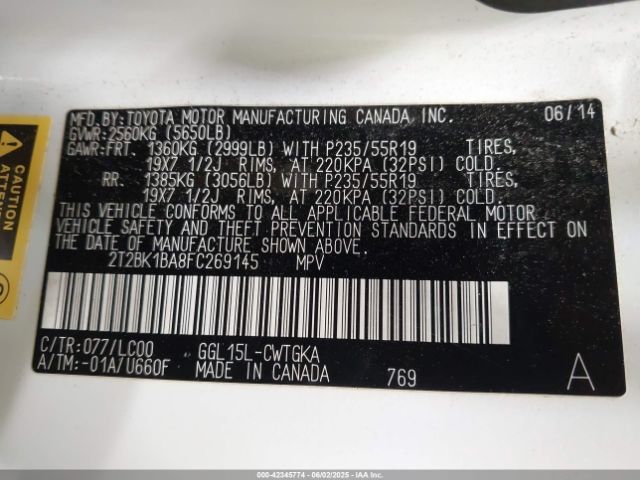 MFD.BY:TOYOTA MOTOR MANUFACTURING CANADA INC. 06/14
GVWR:2560KG (5650LB)
GAWR:FRT. 1360KG (2999LB) WITH P235/55R19 TIRES,
19X7 1/2J RIMS, AT 220KPA (32PSI) COLD.
RR. 1385KG (3056LB) WITH P235/55R19 TIRES,
19X7 1/2J RIMS, AT 220KPA (32PSI) COLD.
THIS VEHICLE CONFORMS TO ALL APPLICABLE FEDERAL MOTOR
VEHICLE SAFETY AND THEFT PREVENTION STANDARDS IN EFFECT ON
THE DATE OF MANUFACTURE SHOWN ABOVE.
2T2BK1BA8FC269145 MPV
C/TR:077/LC00 GGL15L-CWTGKA
A/TM:-01A/U660F MADE IN CANADA 769 A
CAUTION
000-42345774 - 06/02/2025 - IAAI.COM